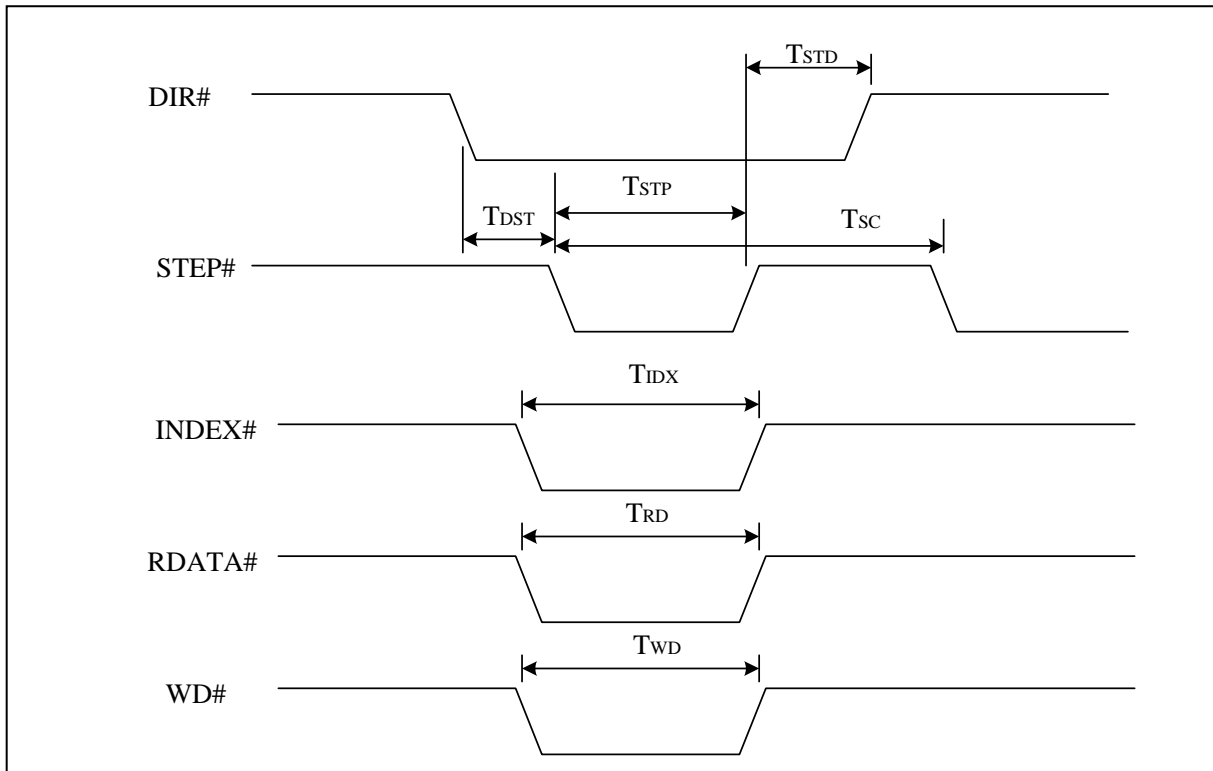 TSTD
DIR#
TSTP
TDST
TSC
STEP#
TIDX
INDEX#
TRD
RDATA#
TWD
WD#